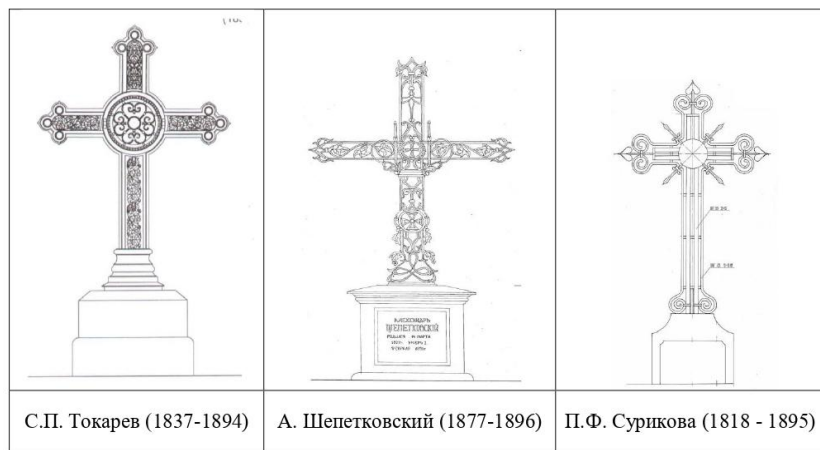 АЛЕКСАНДРЪ
ШЕПЕТКОВСКИЙ
С.П. Токарев (1837-1894)
А. Шепетковский (1877-1896)
П.Ф. Сурикова (1818 - 1895)